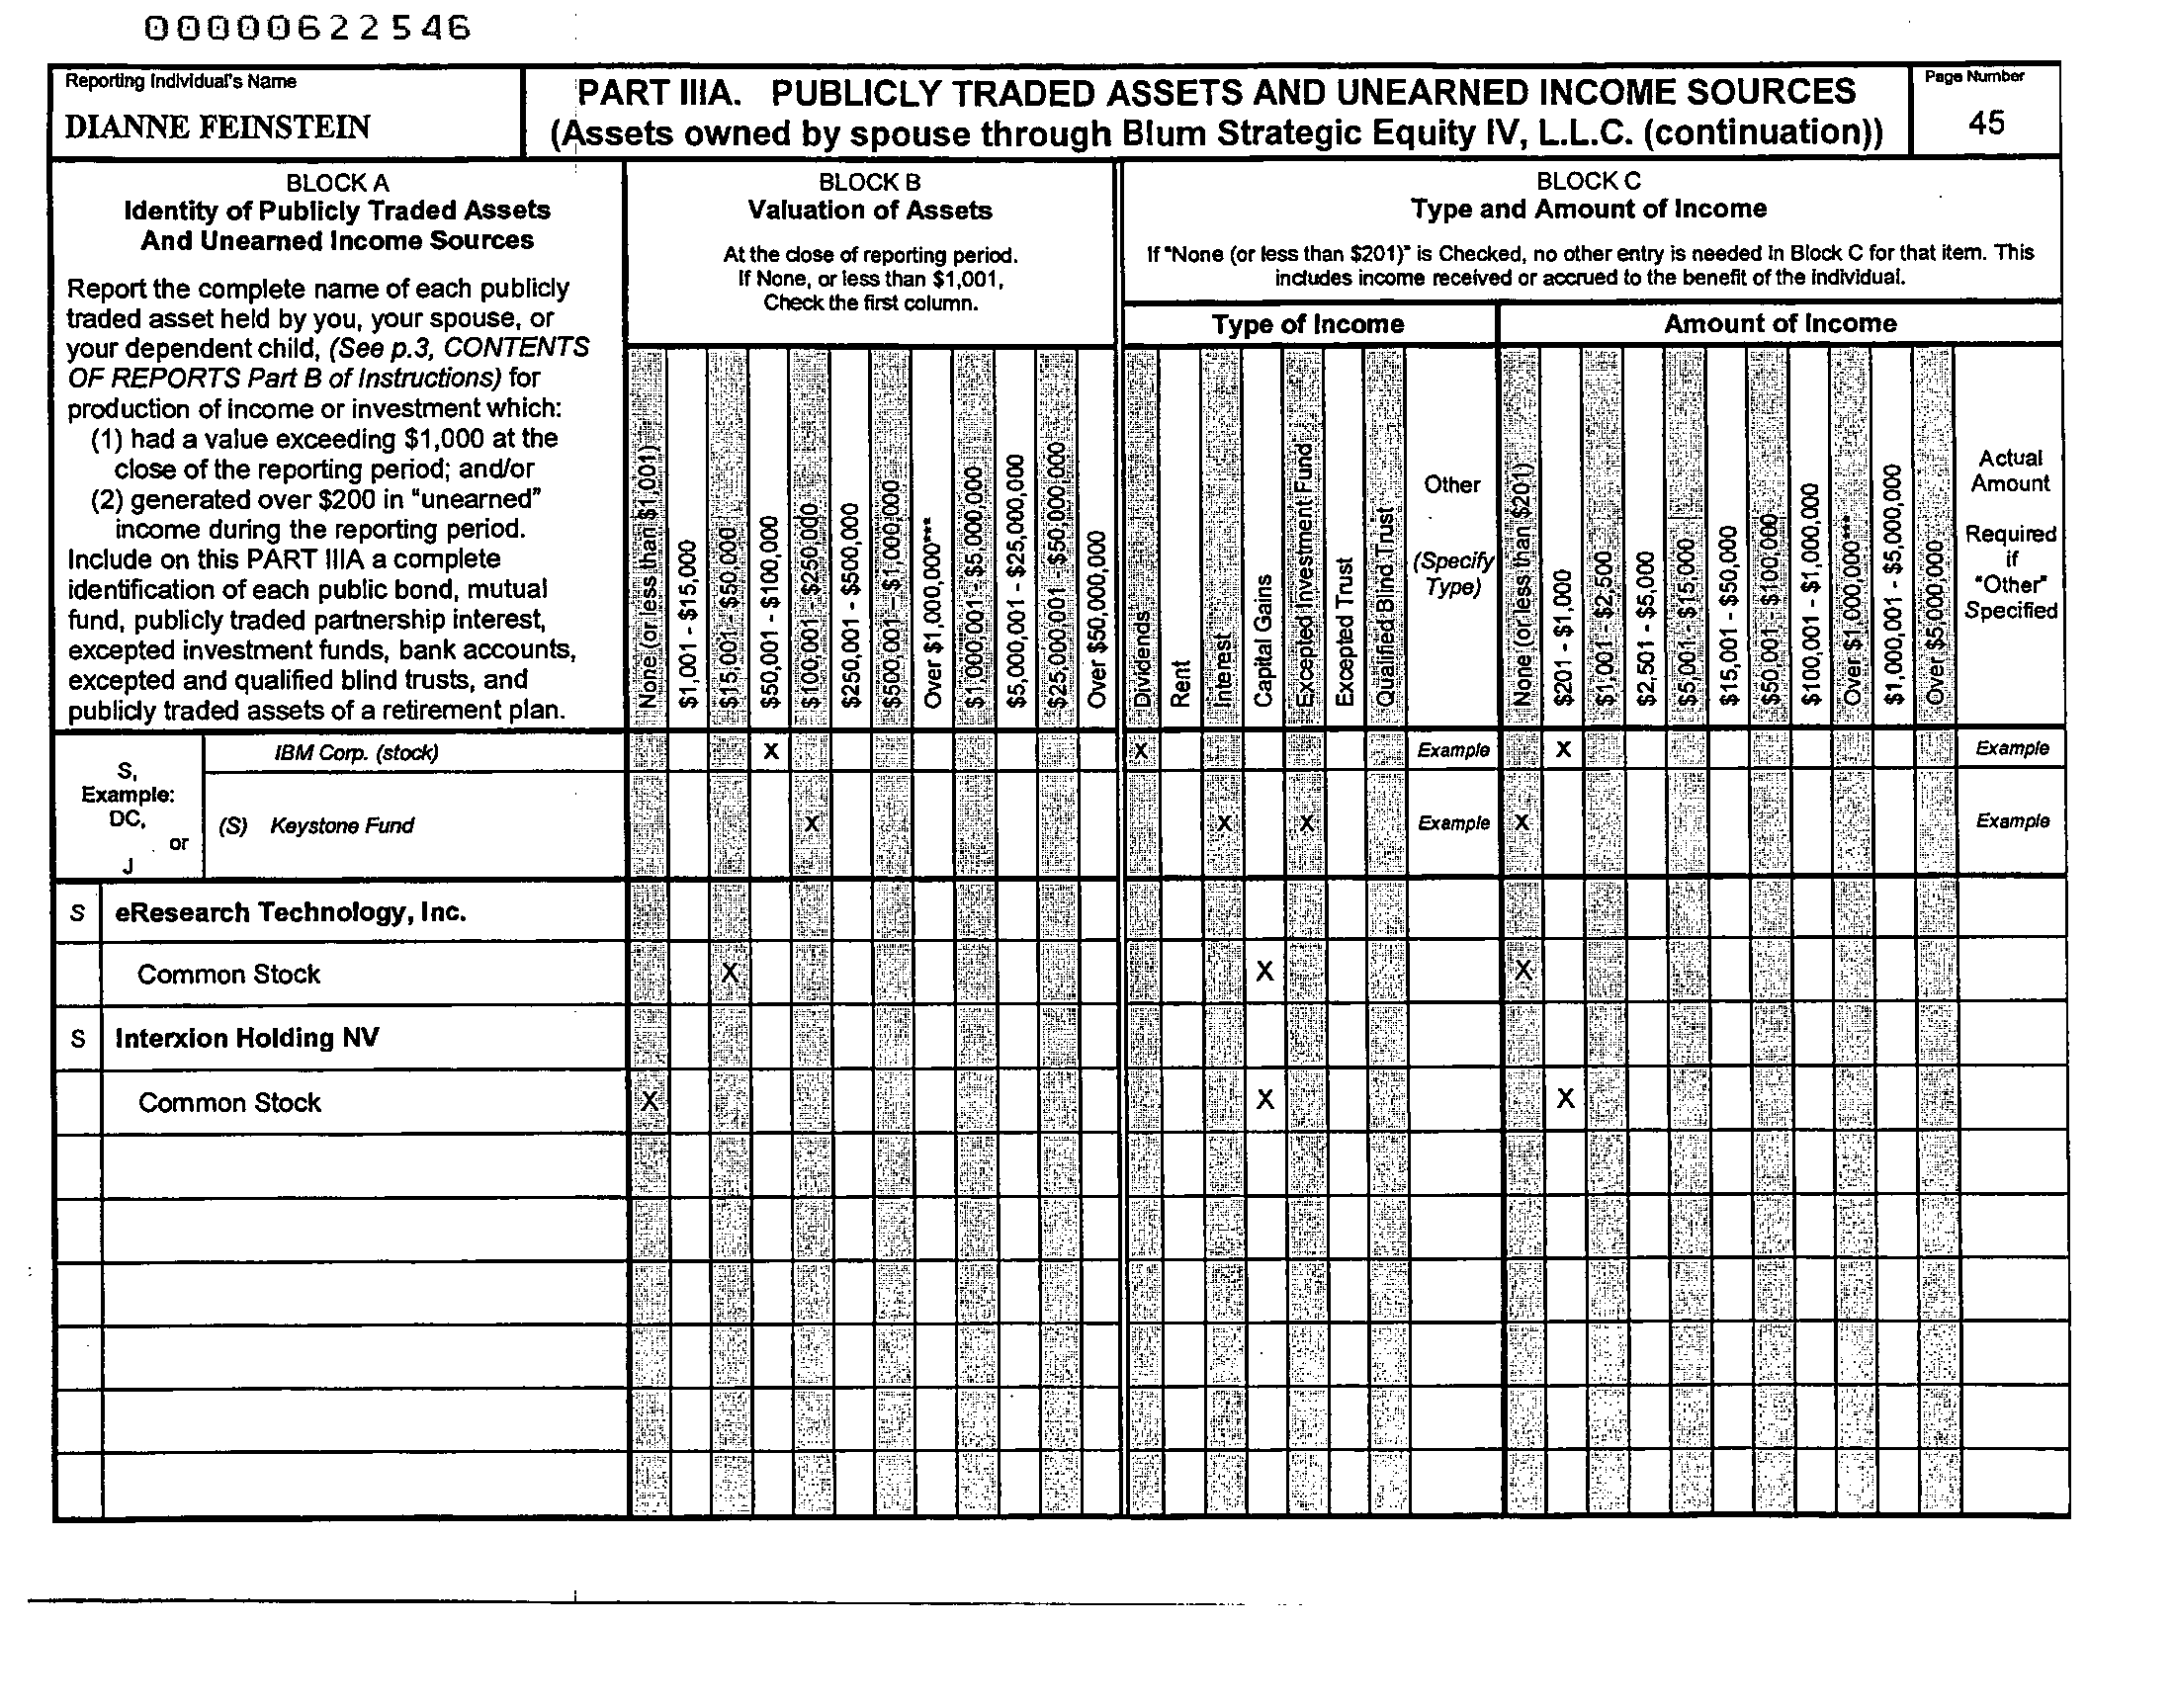 00000622546
Reporting Individual's Name
DIANNE FEINSTEIN
PART IIIA. PUBLICLY TRADED ASSETS AND UNEARNED INCOME SOURCES
(Assets owned by spouse through Blum Strategic Equity IV, L.L.C. (continuation))
Page Number
45
BLOCK A
Identity of Publicly Traded Assets
And Unearned Income Sources
Report the complete name of each publicly
traded asset held by you, your spouse, or
your dependent child, (See p.3, CONTENTS
OF REPORTS Part B of Instructions) for
production of income or investment which:
(1) had a value exceeding $1,000 at the
close of the reporting period; and/or
(2) generated over $200 in "unearned"
income during the reporting period.
Include on this PART IIIA a complete
identification of each public bond, mutual
fund, publicly traded partnership interest,
excepted investment funds, bank accounts,
excepted and qualified blind trusts, and
publicly traded assets of a retirement plan.
BLOCK B
Valuation of Assets
At the close of reporting period.
If None, or less than $1,001,
Check the first column.
None (or less than $1,001)
$1,001 - $15,000
$15,001 - $50,000
$50,001 - $100,000
$100,001 - $250,000
$250,001 - $500,000
$500,001 - $1,000,000
Over $1,000,000***
$1,000,001 - $5,000,000
$5,000,001 - $25,000,000
$25,000,001 - $50,000,000
Over $50,000,000
BLOCK C
Type and Amount of Income
If "None (or less than $201)" is Checked, no other entry is needed in Block C for that item. This
includes income received or accrued to the benefit of the individual.
Type of Income
Dividends
Rent
Interest
Capital Gains
Excepted Investment Fund
Excepted Trust
Qualified Blind Trust
Other
(Specify
Type)
Amount of Income
None (or less than $201)
$201 - $1,000
$1,001 - $2,500
$2,501 - $5,000
$5,001 - $15,000
$15,001 - $50,000
$50,001 - $100,000
$100,001 - $1,000,000
Over $1,000,000***
$1,000,001 - $5,000,000
Over $5,000,000
Actual
Amount
Required
if
"Other"
Specified
S,
Example:
DC,
or
J
IBM Corp. (stock) X X Example X Example
(S) Keystone Fund X X X Example X Example
S eResearch Technology, Inc.
Common Stock X X X
S Interxion Holding NV
Common Stock X X X